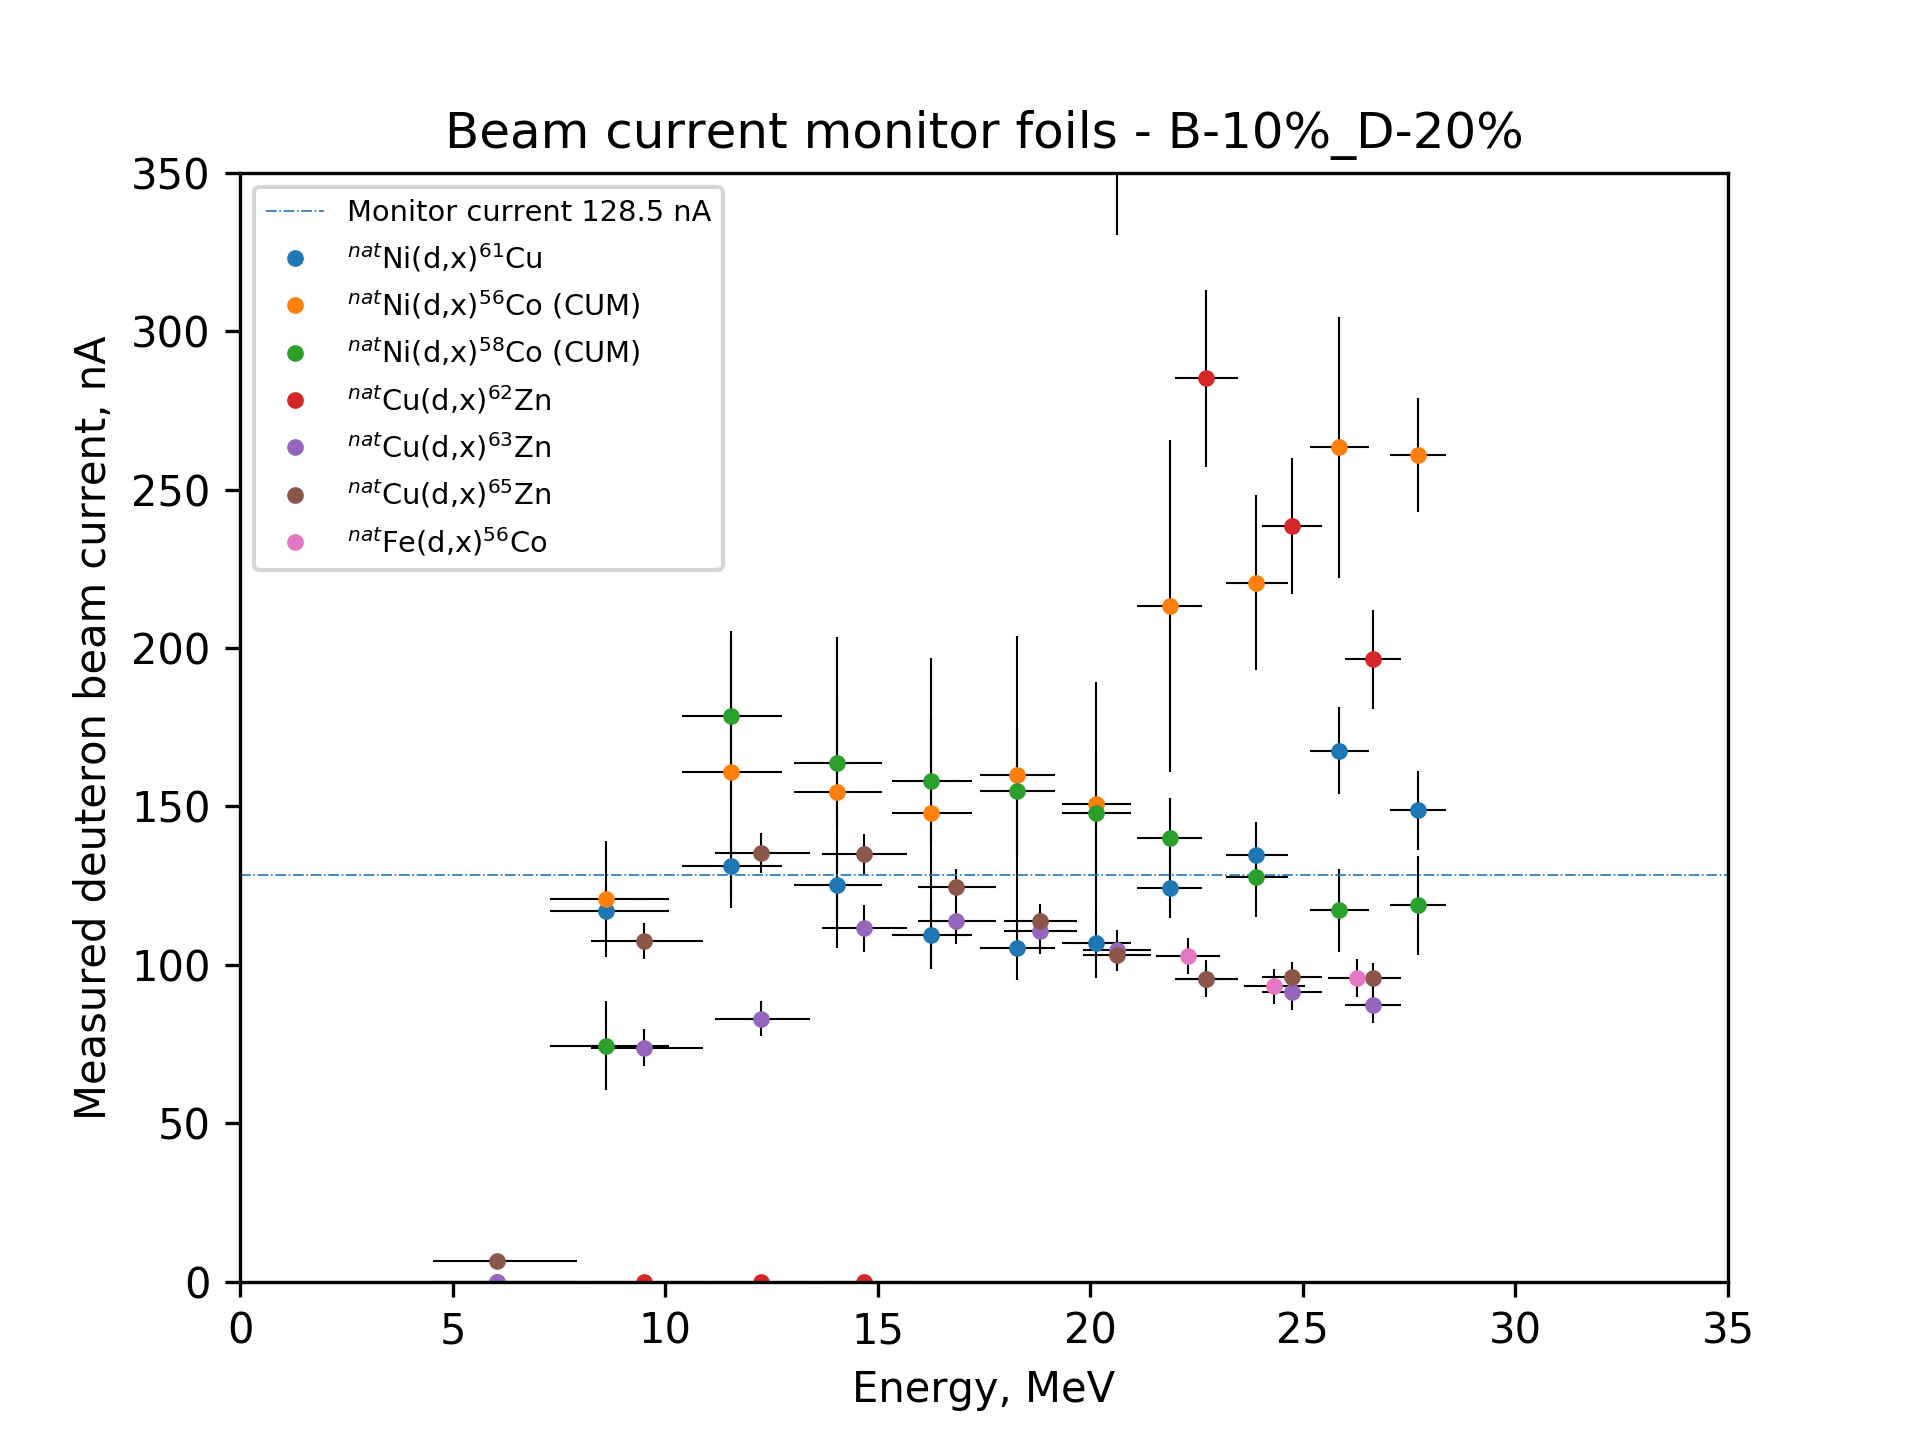 Beam current monitor foils - B-10%_D-20%
Measured deuteron beam current, nA
350
300
250
200
150
100
50
0
Monitor current 128.5 nA
natNi(d,x)61Cu
natNi(d,x)56Co (CUM)
natNi(d,x)58Co (CUM)
natCu(d,x)62Zn
natCu(d,x)63Zn
natCu(d,x)65Zn
natFe(d,x)56Co
0 5 10 15 20 25 30 35
Energy, MeV